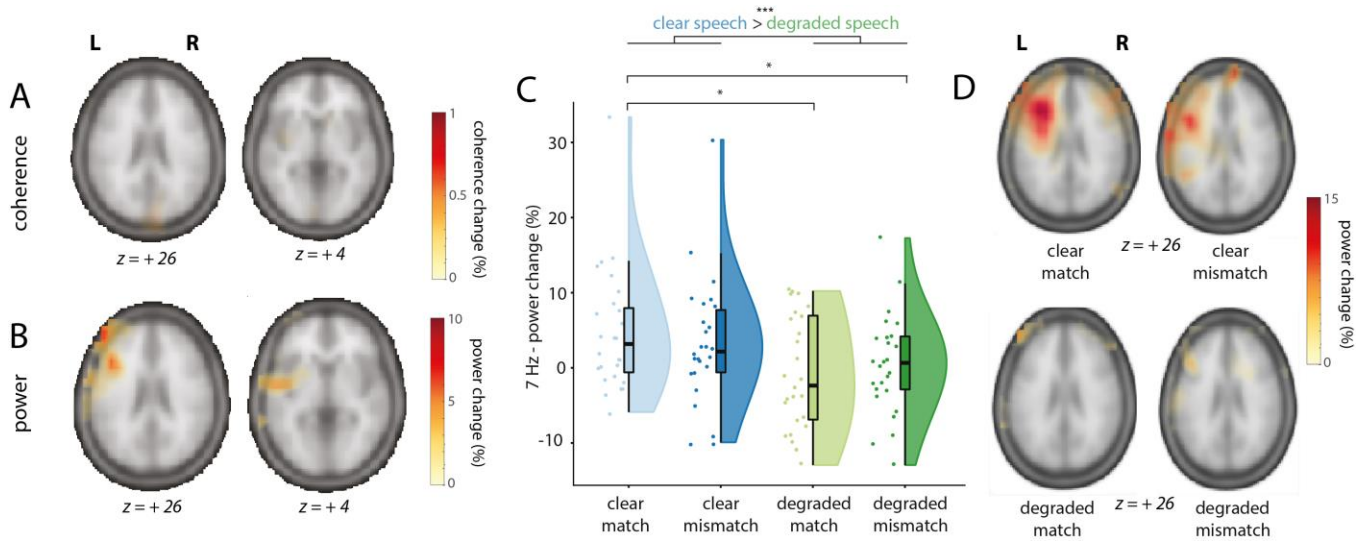 L R
A
coherence
z = + 26
z = + 4
1
0.5
0
coherence change (%)
B
power
z = + 26
z = + 4
10
5
0
power change (%)
***
clear speech > degraded speech
*
*
C
7 Hz - power change (%)
30
20
10
0
-10
clear
match
clear
mismatch
degraded
match
degraded
mismatch
D
L R
clear
match
z = + 26
clear
mismatch
degraded
match
z = + 26
degraded
mismatch
15
0
power change (%)